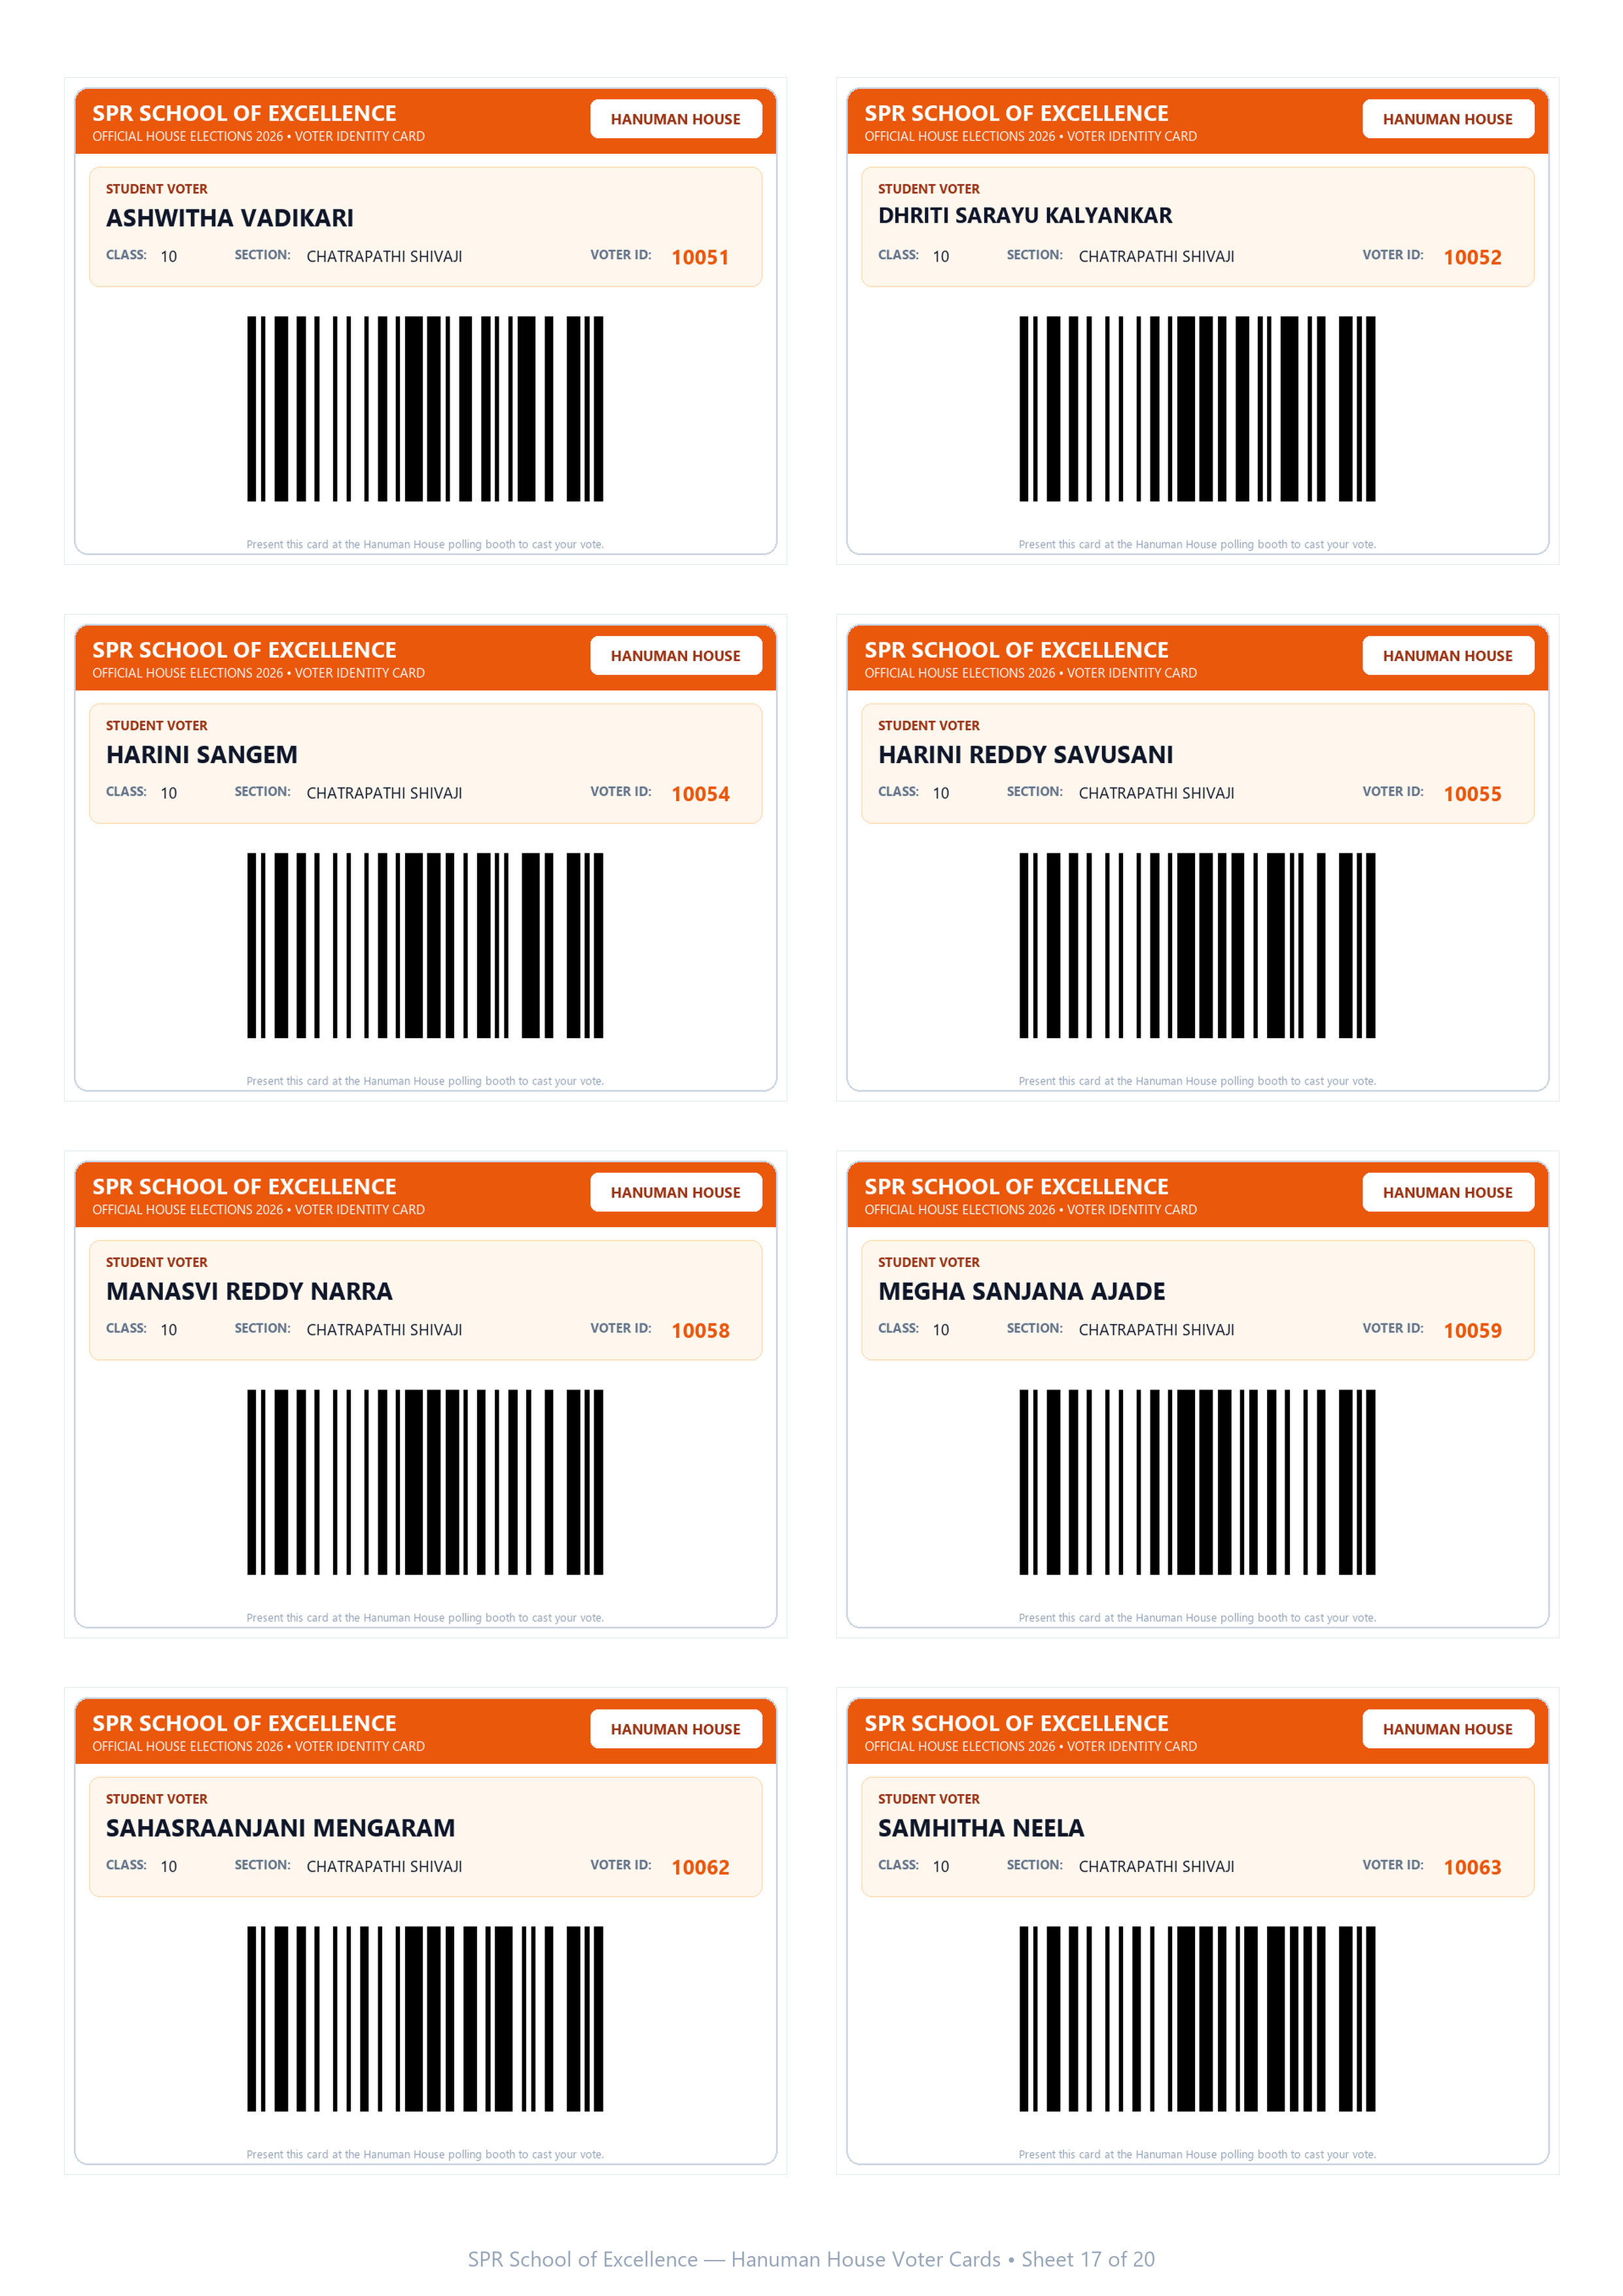 SPR SCHOOL OF EXCELLENCE
OFFICIAL HOUSE ELECTIONS 2026 • VOTER IDENTITY CARD
HANUMAN HOUSE
STUDENT VOTER
ASHWITHA VADIKARI
CLASS: 10 SECTION: CHATRAPATHI SHIVAJI VOTER ID: 10051
Present this card at the Hanuman House polling booth to cast your vote.
SPR SCHOOL OF EXCELLENCE
OFFICIAL HOUSE ELECTIONS 2026 • VOTER IDENTITY CARD
HANUMAN HOUSE
STUDENT VOTER
DHRITI SARAYU KALYANKAR
CLASS: 10 SECTION: CHATRAPATHI SHIVAJI VOTER ID: 10052
Present this card at the Hanuman House polling booth to cast your vote.
SPR SCHOOL OF EXCELLENCE
OFFICIAL HOUSE ELECTIONS 2026 • VOTER IDENTITY CARD
HANUMAN HOUSE
STUDENT VOTER
HARINI SANGEM
CLASS: 10 SECTION: CHATRAPATHI SHIVAJI VOTER ID: 10054
Present this card at the Hanuman House polling booth to cast your vote.
SPR SCHOOL OF EXCELLENCE
OFFICIAL HOUSE ELECTIONS 2026 • VOTER IDENTITY CARD
HANUMAN HOUSE
STUDENT VOTER
HARINI REDDY SAVUSANI
CLASS: 10 SECTION: CHATRAPATHI SHIVAJI VOTER ID: 10055
Present this card at the Hanuman House polling booth to cast your vote.
SPR SCHOOL OF EXCELLENCE
OFFICIAL HOUSE ELECTIONS 2026 • VOTER IDENTITY CARD
HANUMAN HOUSE
STUDENT VOTER
MANASVI REDDY NARRA
CLASS: 10 SECTION: CHATRAPATHI SHIVAJI VOTER ID: 10058
Present this card at the Hanuman House polling booth to cast your vote.
SPR SCHOOL OF EXCELLENCE
OFFICIAL HOUSE ELECTIONS 2026 • VOTER IDENTITY CARD
HANUMAN HOUSE
STUDENT VOTER
MEGHA SANJANA AJADE
CLASS: 10 SECTION: CHATRAPATHI SHIVAJI VOTER ID: 10059
Present this card at the Hanuman House polling booth to cast your vote.
SPR SCHOOL OF EXCELLENCE
OFFICIAL HOUSE ELECTIONS 2026 • VOTER IDENTITY CARD
HANUMAN HOUSE
STUDENT VOTER
SAHASRAANJANI MENGARAM
CLASS: 10 SECTION: CHATRAPATHI SHIVAJI VOTER ID: 10062
Present this card at the Hanuman House polling booth to cast your vote.
SPR SCHOOL OF EXCELLENCE
OFFICIAL HOUSE ELECTIONS 2026 • VOTER IDENTITY CARD
HANUMAN HOUSE
STUDENT VOTER
SAMHITHA NEELA
CLASS: 10 SECTION: CHATRAPATHI SHIVAJI VOTER ID: 10063
Present this card at the Hanuman House polling booth to cast your vote.
SPR School of Excellence — Hanuman House Voter Cards • Sheet 17 of 20